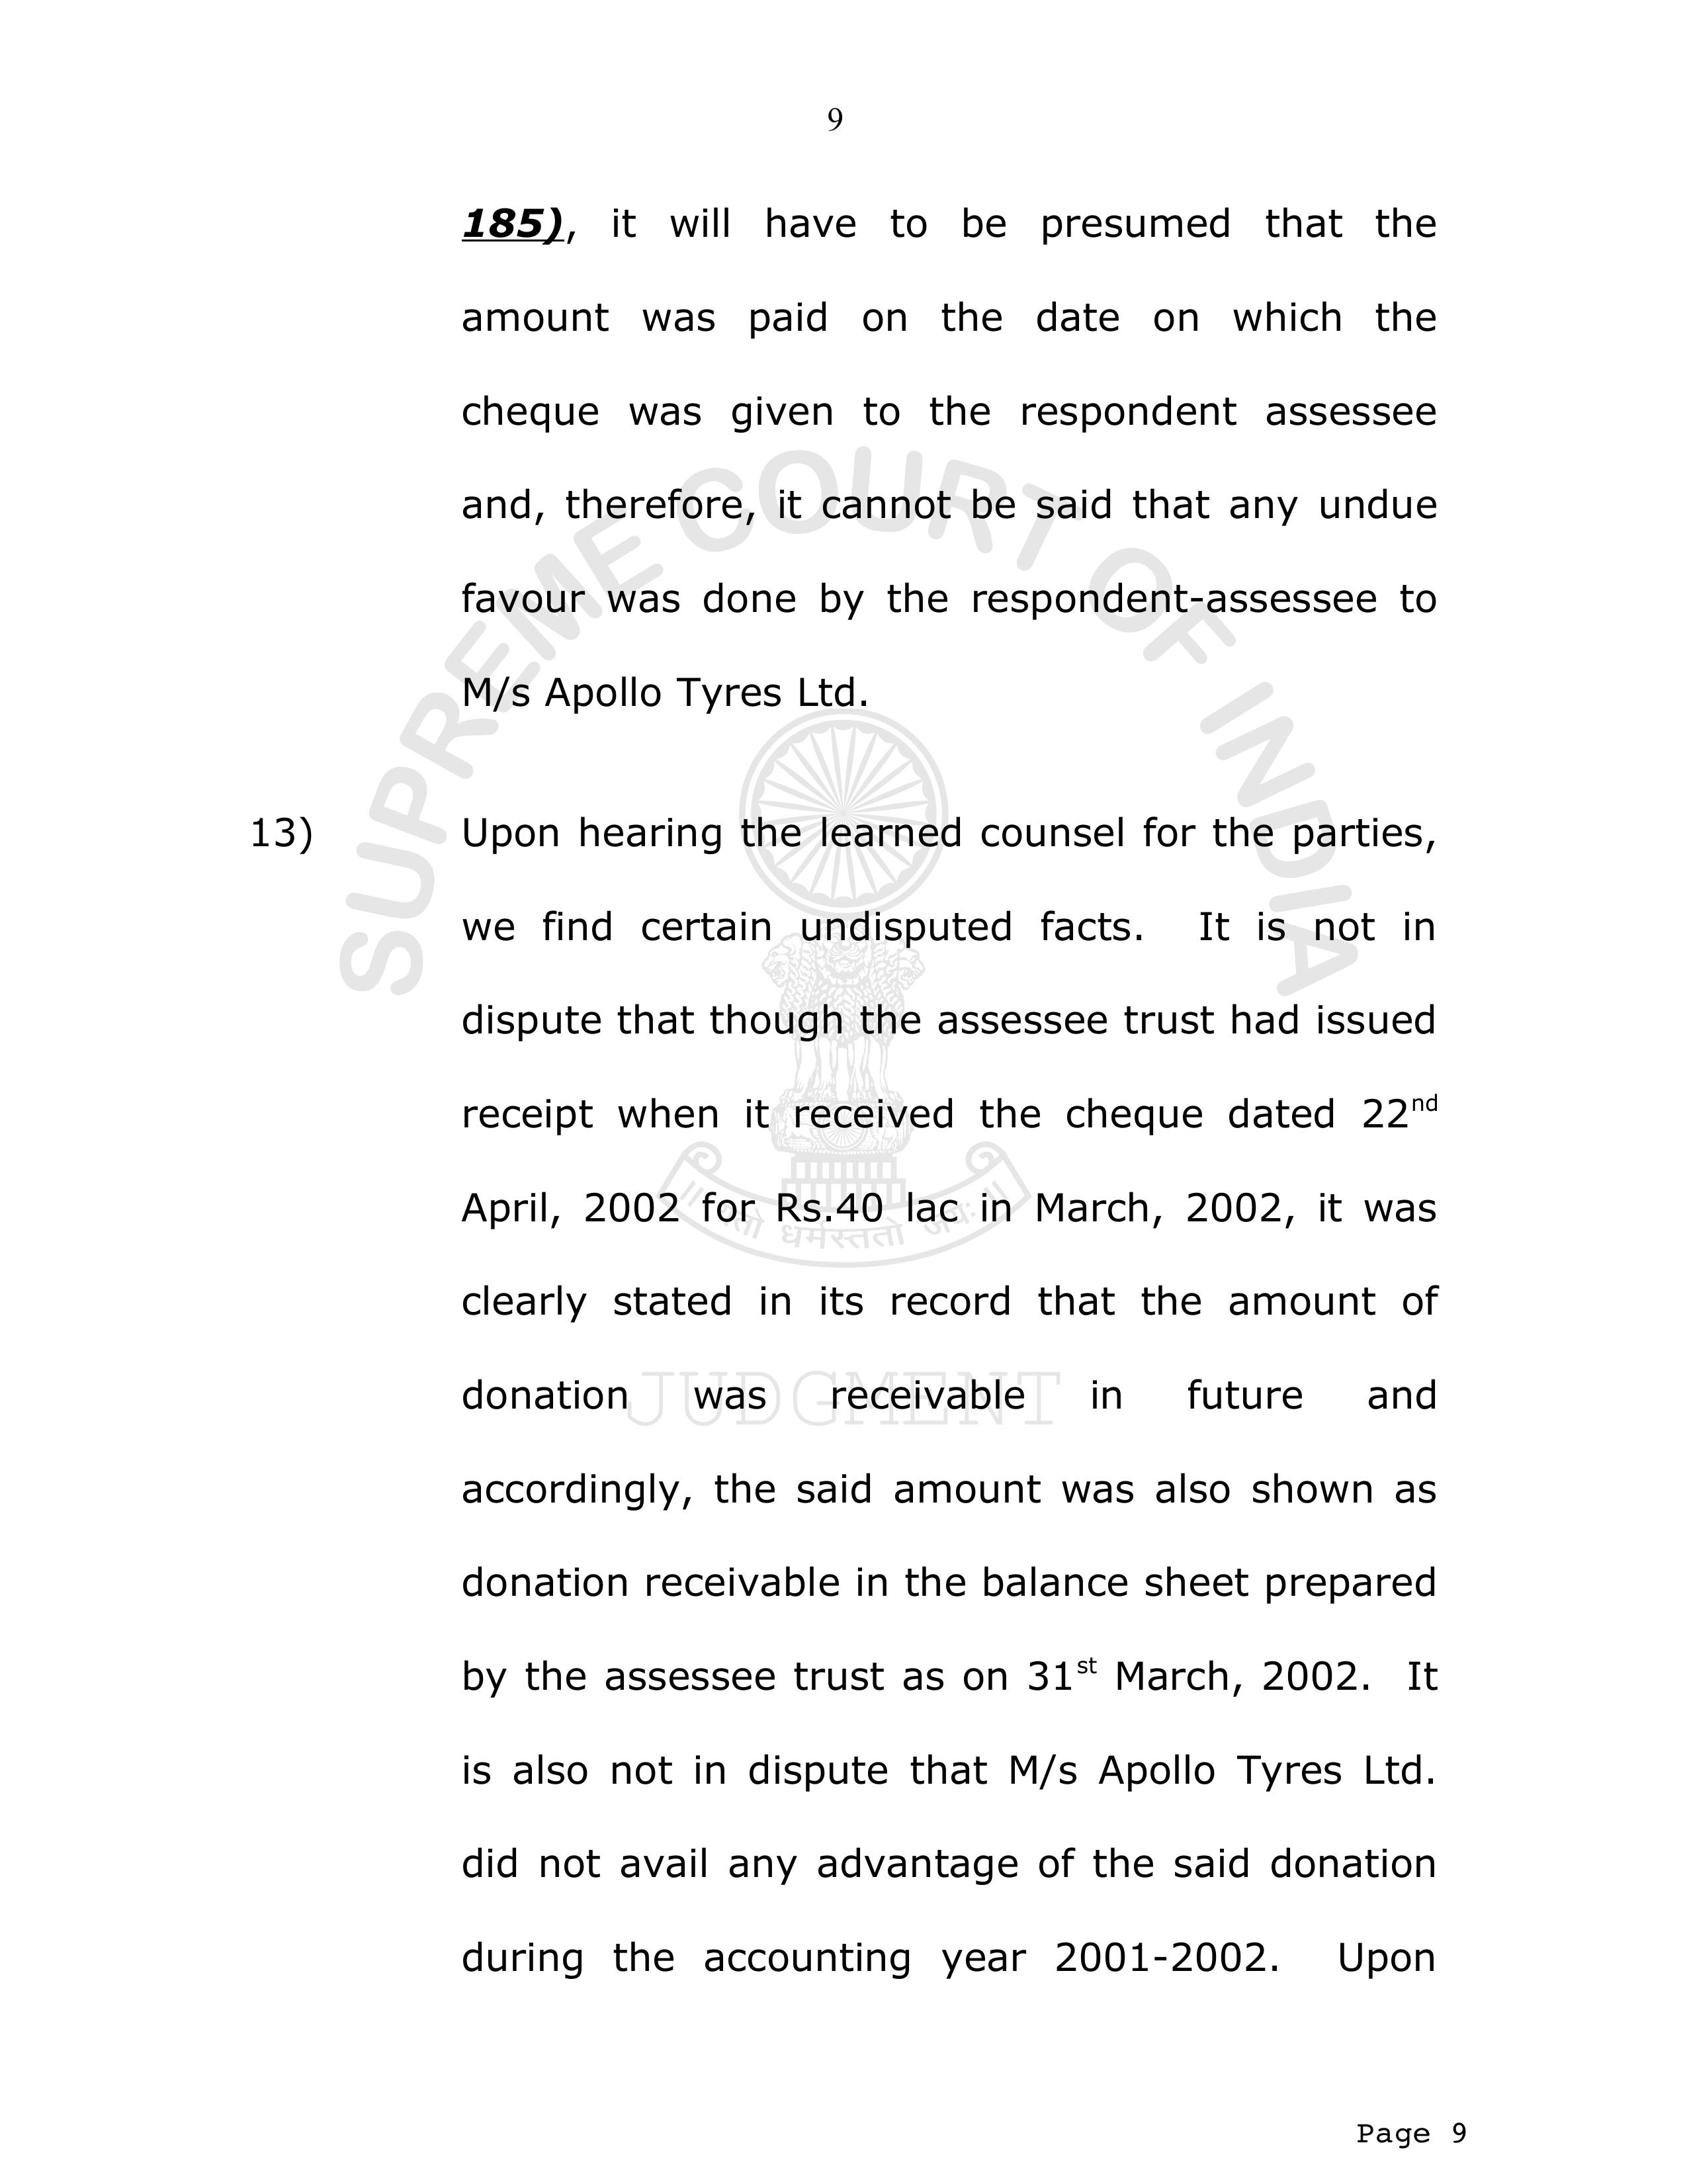 9
185), it will have to be presumed that the
amount was paid on the date on which the
cheque was given to the respondent assessee
and, therefore, it cannot be said that any undue
favour was done by the respondent-assessee to
M/s Apollo Tyres Ltd.
13) Upon hearing the learned counsel for the parties,
we find certain undisputed facts. It is not in
dispute that though the assessee trust had issued
receipt when it received the cheque dated 22nd
April, 2002 for Rs.40 lac in March, 2002, it was
clearly stated in its record that the amount of
donation was receivable in future and
accordingly, the said amount was also shown as
donation receivable in the balance sheet prepared
by the assessee trust as on 31st March, 2002. It
is also not in dispute that M/s Apollo Tyres Ltd.
did not avail any advantage of the said donation
during the accounting year 2001-2002. Upon
SUPREME COURT OF INDIA
॥ यतो धर्मस्ततो जयः ॥
JUDGMENT
Page 9